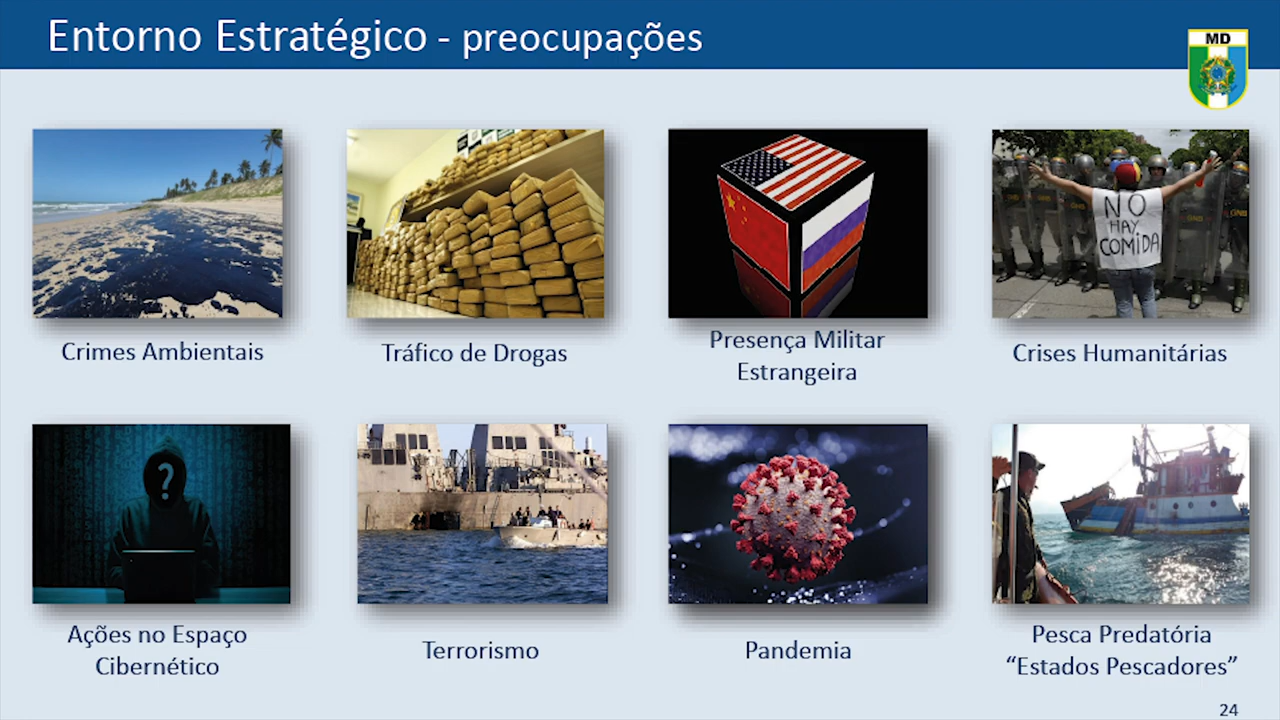 Entorno Estratégico - preocupações
MD
NO
HAY
COMIDA
Crimes Ambientais
Tráfico de Drogas
Presença Militar
Estrangeira
Crises Humanitárias
?
Ações no Espaço
Cibernético
Terrorismo
Pandemia
Pesca Predatória
“Estados Pescadores”
24